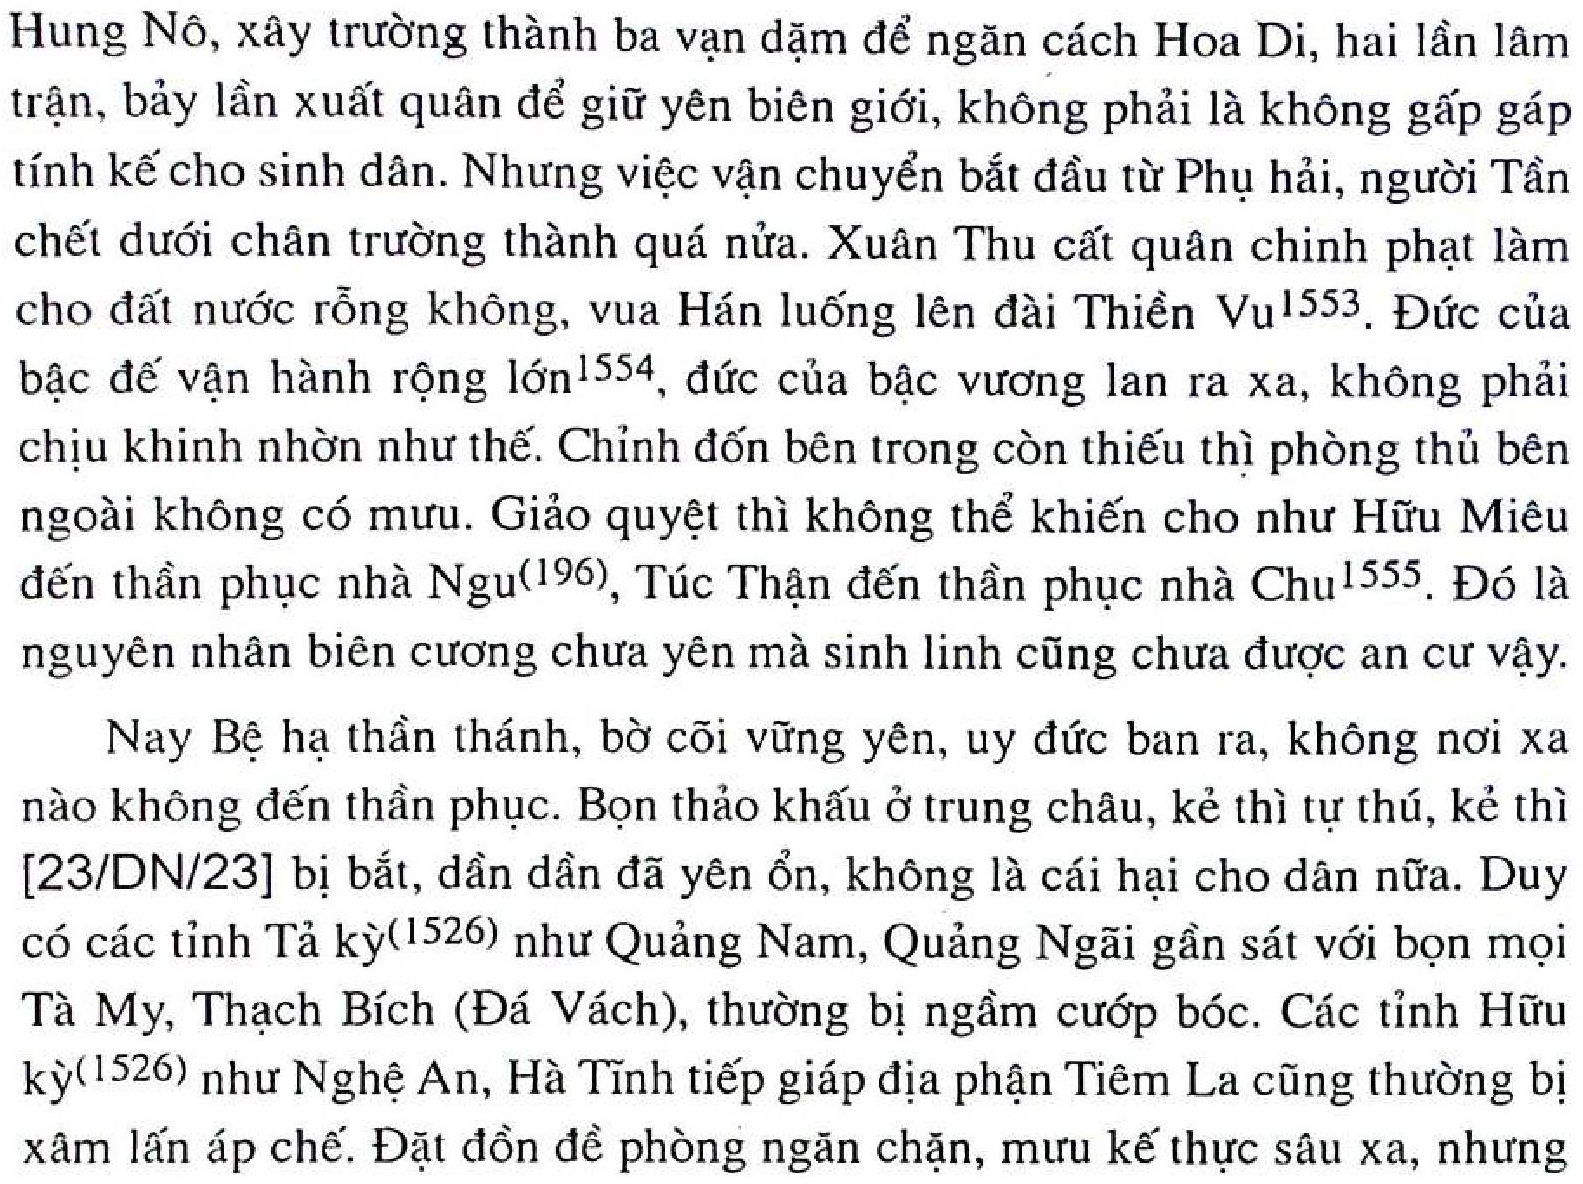 Hung Nô, xây trường thành ba vạn dặm để ngăn cách Hoa Di, hai lần lâm
trận, bảy lần xuất quân để giữ yên biên giới, không phải là không gấp gáp
tính kế cho sinh dân. Nhưng việc vận chuyển bắt đầu từ Phụ hải, người Tần
chết dưới chân trường thành quá nửa. Xuân Thu cất quân chinh phạt làm
cho đất nước rỗng không, vua Hán luống lên đài Thiền Vu1553. Đức của
bậc đế vận hành rộng lớn1554, đức của bậc vương lan ra xa, không phải
chịu khinh nhờn như thế. Chỉnh đốn bên trong còn thiếu thì phòng thủ bên
ngoài không có mưu. Giảo quyệt thì không thể khiến cho như Hữu Miêu
đến thần phục nhà Ngu(196), Túc Thận đến thần phục nhà Chu1555. Đó là
nguyên nhân biên cương chưa yên mà sinh linh cũng chưa được an cư vậy.
Nay Bệ hạ thần thánh, bờ cõi vững yên, uy đức ban ra, không nơi xa
nào không đến thần phục. Bọn thảo khấu ở trung châu, kẻ thì tự thú, kẻ thì
[23/DN/23] bị bắt, dần dần đã yên ổn, không là cái hại cho dân nữa. Duy
có các tỉnh Tả kỳ(1526) như Quảng Nam, Quảng Ngãi gần sát với bọn mọi
Tà My, Thạch Bích (Đá Vách), thường bị ngầm cướp bóc. Các tỉnh Hữu
kỳ(1526) như Nghệ An, Hà Tĩnh tiếp giáp địa phận Tiêm La cũng thường bị
xâm lấn áp chế. Đặt đồn đề phòng ngăn chặn, mưu kế thực sâu xa, nhưng